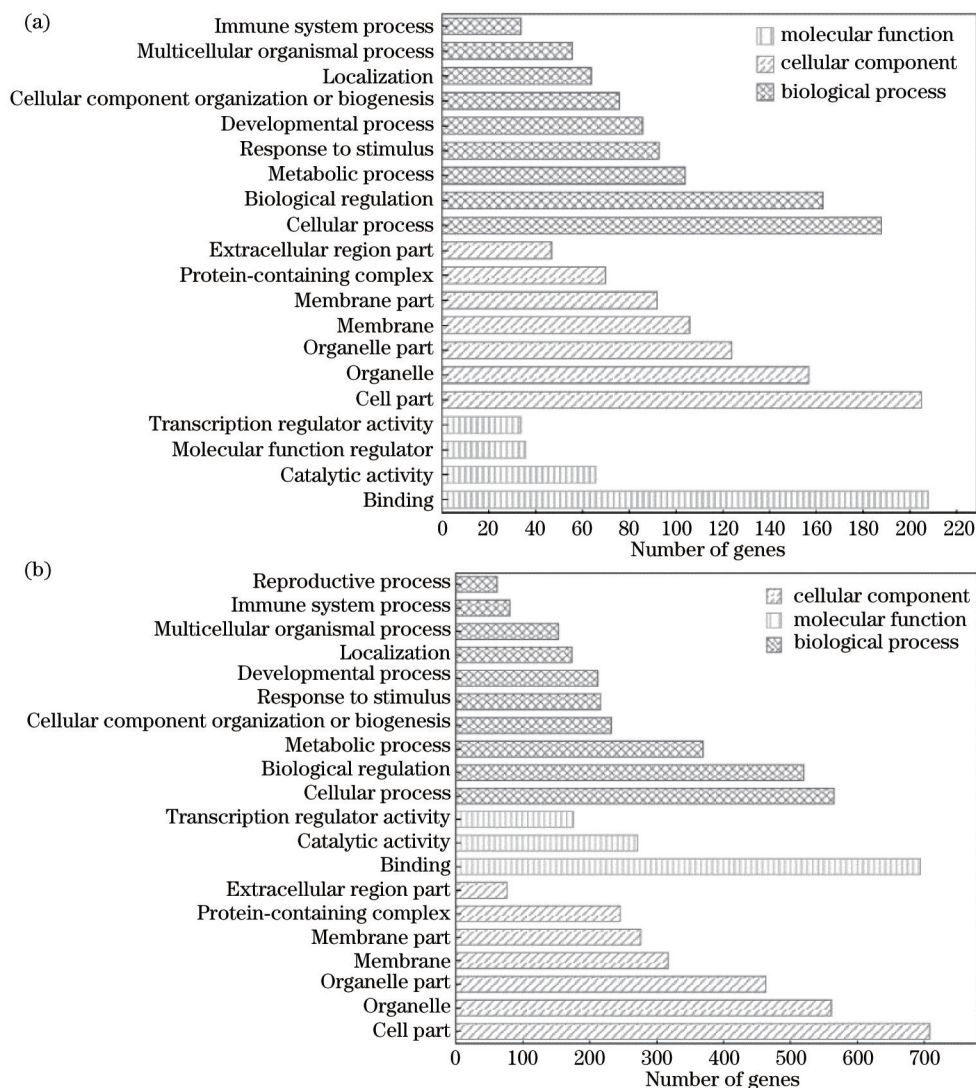 (a)
Immune system process
Multicellular organismal process
Localization
Cellular component organization or biogenesis
Developmental process
Response to stimulus
Metabolic process
Biological regulation
Cellular process
Extracellular region part
Protein-containing complex
Membrane part
Membrane
Organelle part
Organelle
Cell part
Transcription regulator activity
Molecular function regulator
Catalytic activity
Binding
molecular function
cellular component
biological process
0 20 40 60 80 100 120 140 160 180 200 220
Number of genes
(b)
Reproductive process
Immune system process
Multicellular organismal process
Localization
Developmental process
Response to stimulus
Cellular component organization or biogenesis
Metabolic process
Biological regulation
Cellular process
Transcription regulator activity
Catalytic activity
Binding
Extracellular region part
Protein-containing complex
Membrane part
Membrane
Organelle part
Organelle
Cell part
cellular component
molecular function
biological process
0 100 200 300 400 500 600 700
Number of genes